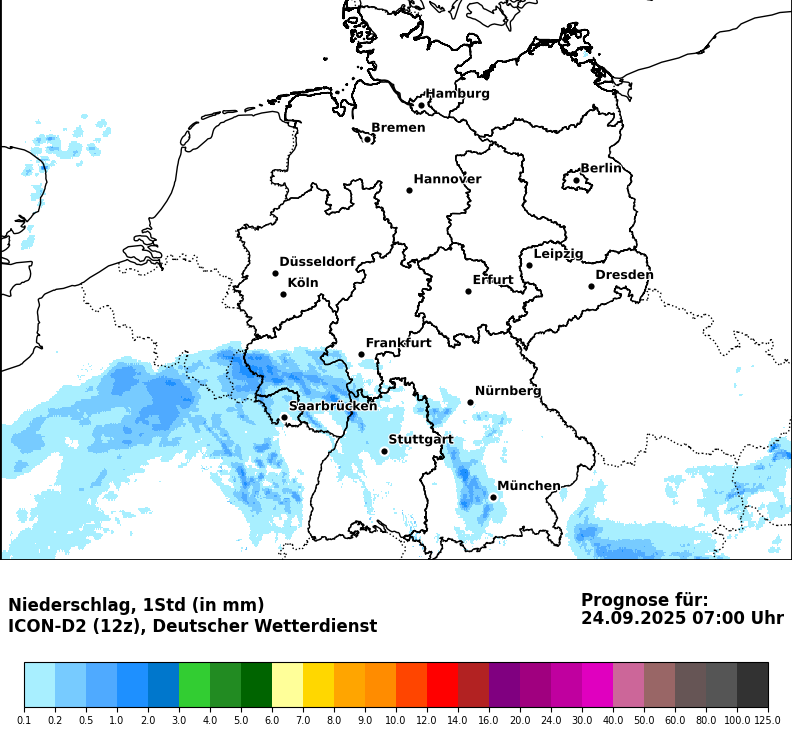 Hamburg
Bremen
Berlin
Hannover
Leipzig
Düsseldorf
Köln
Erfurt
Dresden
Frankfurt
Nürnberg
Saarbrücken
Stuttgart
München
Niederschlag, 1Std (in mm)
ICON-D2 (12z), Deutscher Wetterdienst
Prognose für:
24.09.2025 07:00 Uhr
0.1 0.2 0.5 1.0 2.0 3.0 4.0 5.0 6.0 7.0 8.0 9.0 10.0 12.0 14.0 16.0 20.0 24.0 30.0 40.0 50.0 60.0 80.0 100.0 125.0